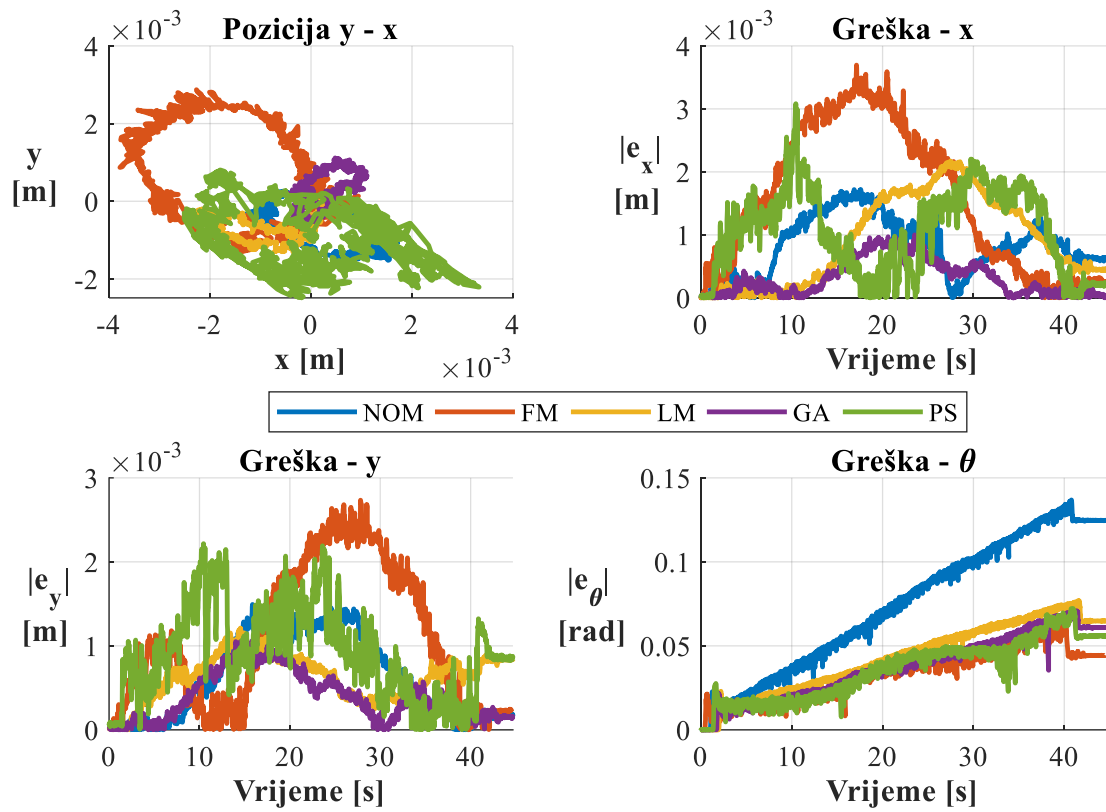 ×10⁻³
Pozicija y - x
4
2
0
-2
y
[m]
-4
-2
0
2
4
x [m]
×10⁻³
×10⁻³
Greška - x
4
3
2
1
0
|eₓ|
[m]
0
10
20
30
40
Vrijeme [s]
NOM
FM
LM
GA
PS
×10⁻³
Greška - y
3
2
1
0
|e_y|
[m]
0
10
20
30
40
Vrijeme [s]
Greška - θ
0.15
0.1
0.05
0
|e_θ|
[rad]
0
10
20
30
40
Vrijeme [s]